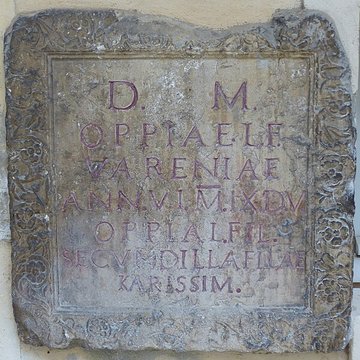 D. M.
OPPIAE·L·F.
VARENIAE
ANN·VI·M·IX·D·V
OPPIA·L·FIL.
SECVNDILLA·FILIAE
KARISSIM.